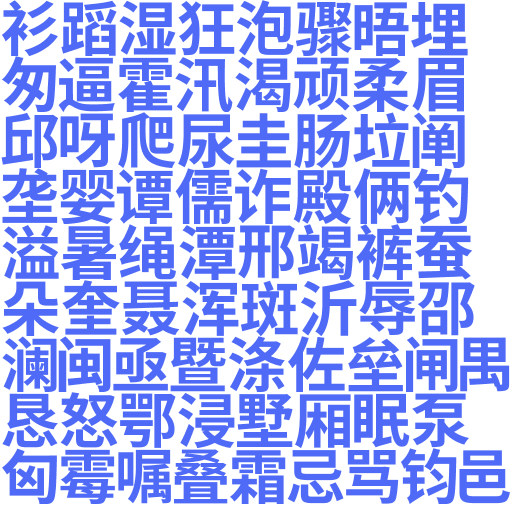 衫蹈湿狂泡骤晤埋
匆逼霍汛渴顽柔眉
邱呀爬尿圭肠垃阐
垄婴谭儒诈殿俩钓
溢暑绳潭邢竭裤蚕
朵奎聂浑斑沂辱邵
澜闽亟暨涤佐垒闸禺
恳怒鄂浸墅厢眠泵
匈霉嘱叠霜忌骂钧邑